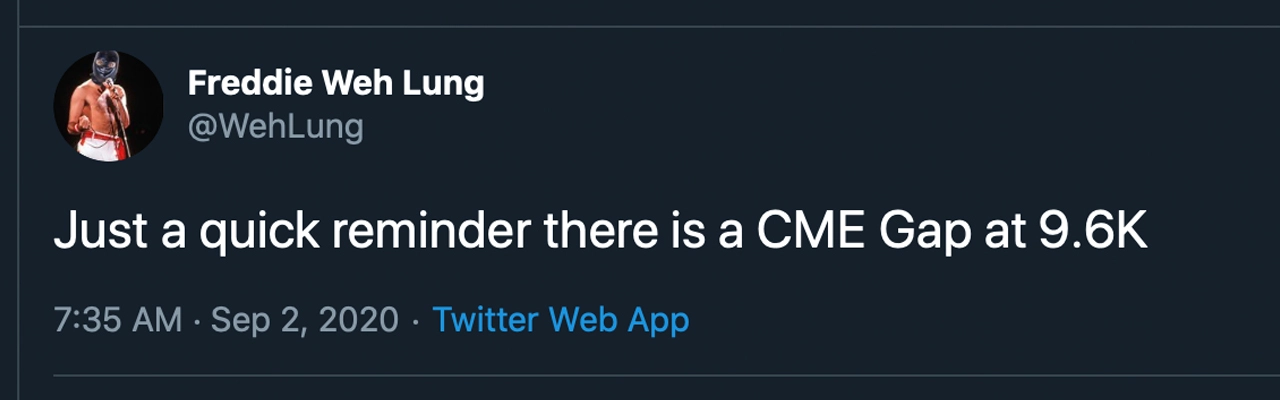 Freddie Weh Lung
@WehLung
Just a quick reminder there is a CME Gap at 9.6K
7:35 AM · Sep 2, 2020 · Twitter Web App